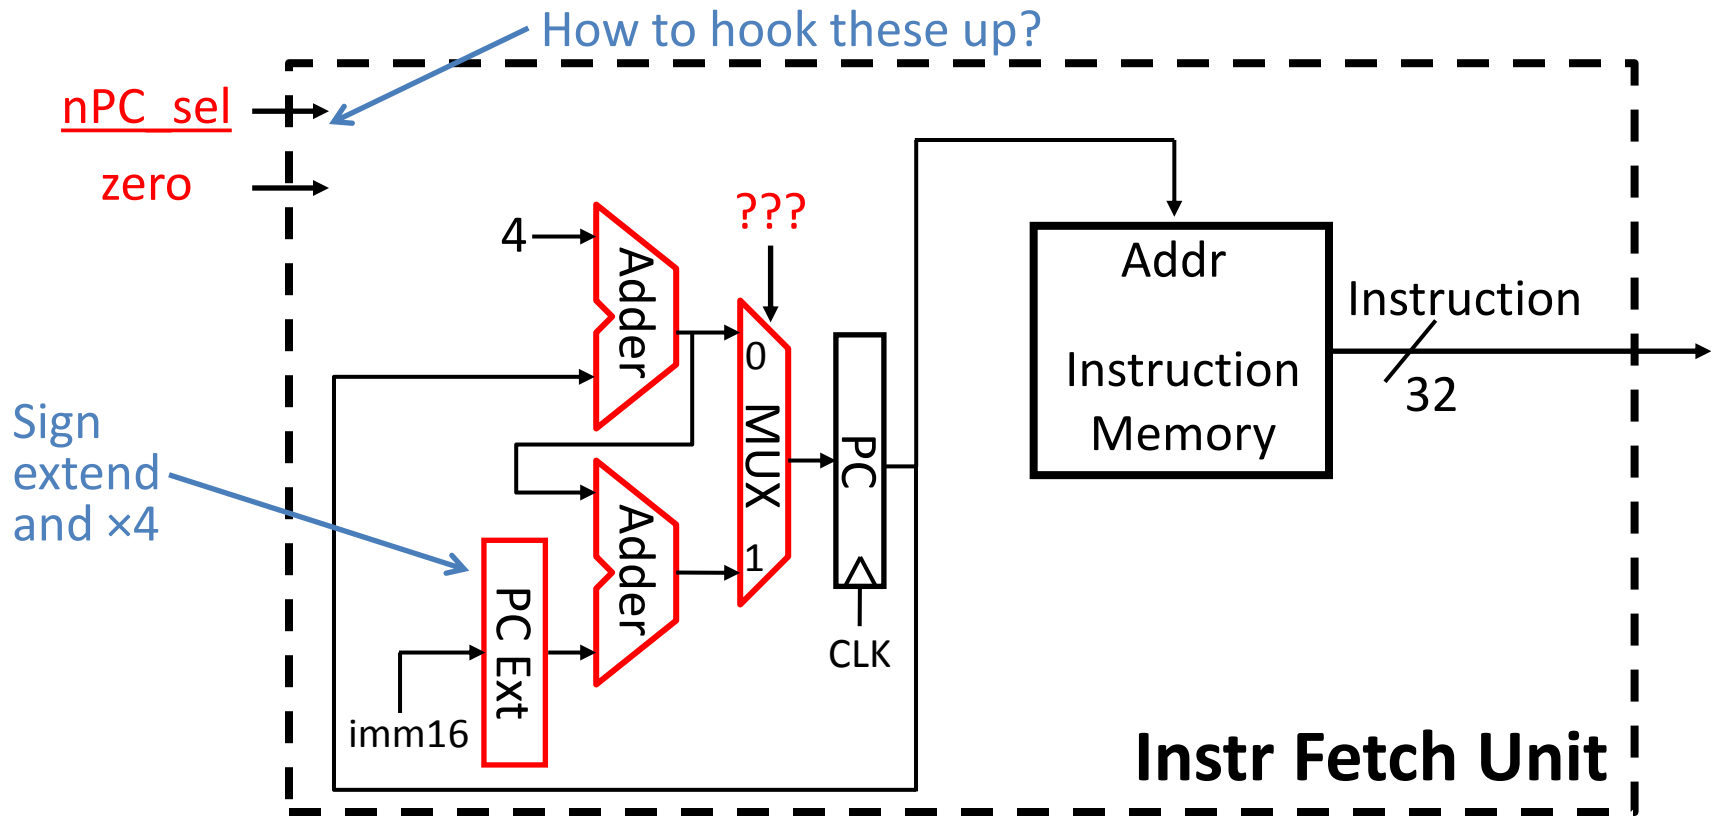 How to hook these up?
nPC_sel
zero
???
4
Adder
0
MUX
1
PC
CLK
Adder
PC Ext
imm16
Sign
extend
and ×4
Addr
Instruction
Memory
Instruction
32
Instr Fetch Unit